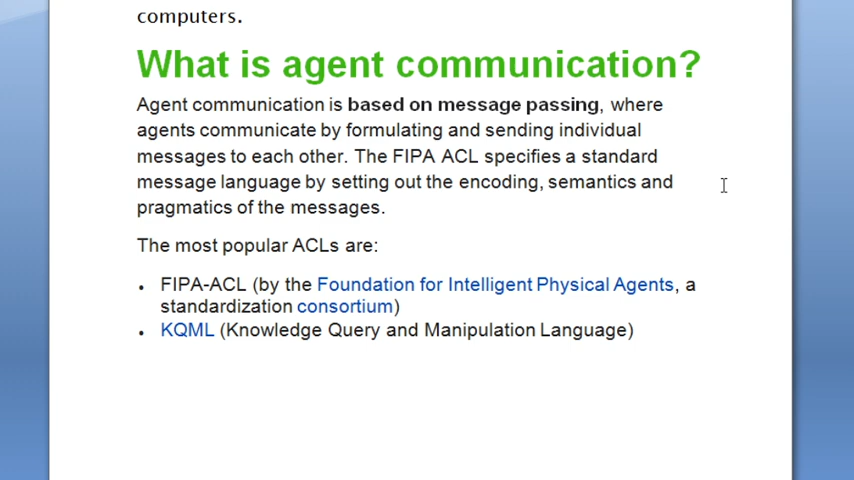 computers.
What is agent communication?
Agent communication is based on message passing, where
agents communicate by formulating and sending individual
messages to each other. The FIPA ACL specifies a standard
message language by setting out the encoding, semantics and
pragmatics of the messages.
The most popular ACLs are:
• FIPA-ACL (by the Foundation for Intelligent Physical Agents, a
standardization consortium)
• KQML (Knowledge Query and Manipulation Language)